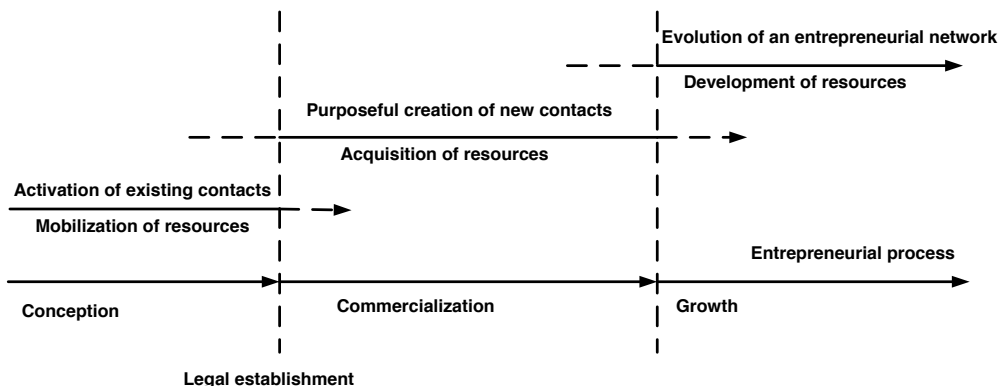 Evolution of an entrepreneurial network
Development of resources
Purposeful creation of new contacts
Acquisition of resources
Activation of existing contacts
Mobilization of resources
Entrepreneurial process
Conception
Commercialization
Growth
Legal establishment